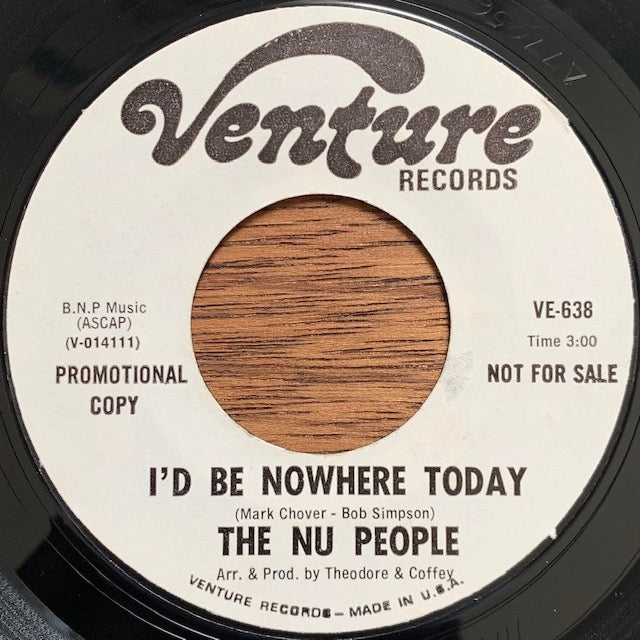 Venture
RECORDS
B.N.P Music
(ASCAP)
(V-014111)
PROMOTIONAL
COPY
VE-638
Time 3:00
NOT FOR SALE
I'D BE NOWHERE TODAY
(Mark Chover - Bob Simpson)
THE NU PEOPLE
Arr. & Prod. by Theodore & Coffey
VENTURE RECORDS — MADE IN U.S.A.